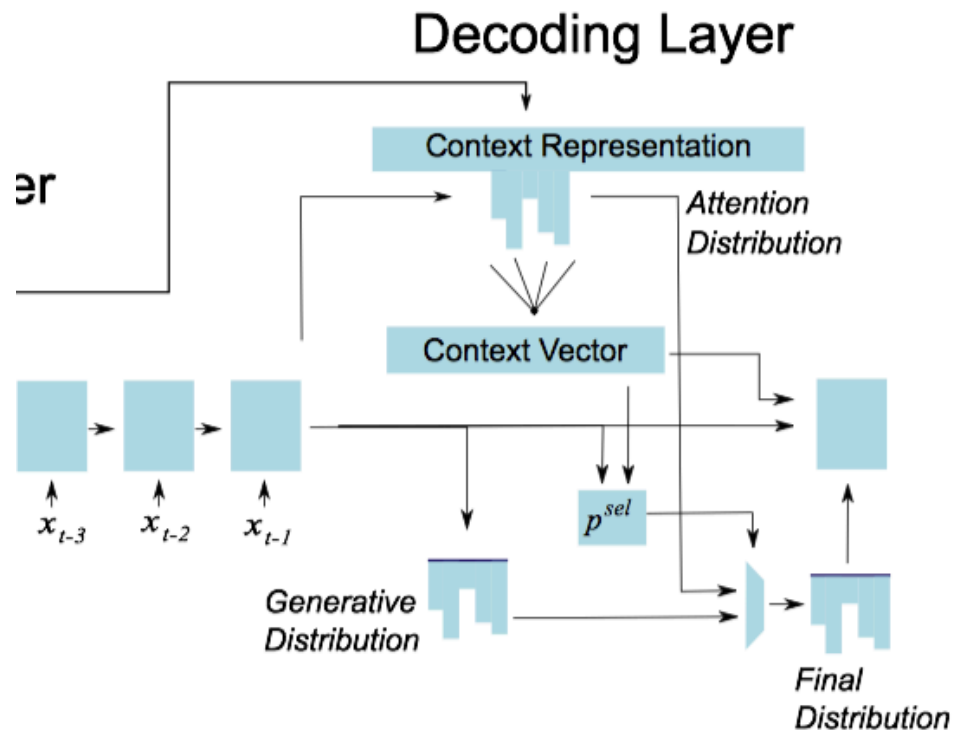 Decoding Layer
Context Representation
er
Attention
Distribution
Context Vector
x_{t-3}
x_{t-2}
x_{t-1}
p^{sel}
Generative
Distribution
Final
Distribution